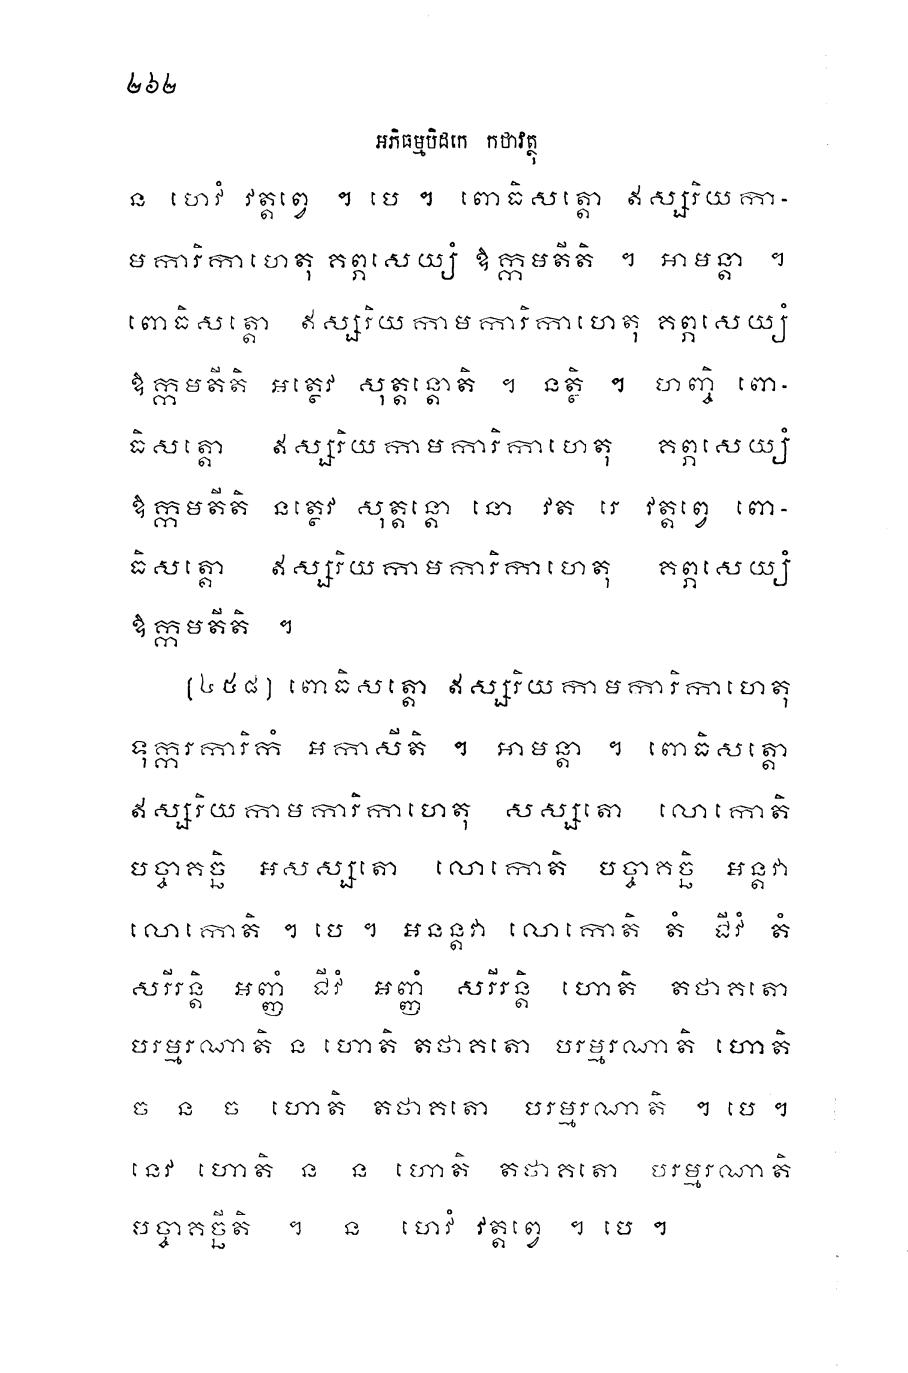 ២៦២
អភិធម្មបិដកេ កថាវត្ថុ
ន ហេវំ វត្តព្វេ ។ បេ ។ ពោធិសត្តោ ឥស្សរិយកា-
មការិកាហេតុ គព្ភសេយ្យំ ឱក្កមតីតិ ។ អាមន្តា ។
ពោធិសត្តោ ឥស្សរិយកាមការិកាហេតុ គព្ភសេយ្យំ
ឱក្កមតីតិ អត្ថេវ សុត្តន្តោតិ ។ នត្ថិ ។ ហញ្ចិ ពោ-
ធិសត្តោ ឥស្សរិយកាមការិកាហេតុ គព្ភសេយ្យំ
ឱក្កមតីតិ នត្ថេវ សុត្តន្តោ នោ វត រេ វត្តព្វេ ពោ-
ធិសត្តោ ឥស្សរិយកាមការិកាហេតុ គព្ភសេយ្យំ
ឱក្កមតីតិ ។
[៤៥៨] ពោធិសត្តោ ឥស្សរិយកាមការិកាហេតុ
ទុក្ករការិកំ អកាសីតិ ។ អាមន្តា ។ ពោធិសត្តោ
ឥស្សរិយកាមការិកាហេតុ សស្សតោ លោកោតិ
បច្ចាគច្ឆិ អសស្សតោ លោកោតិ បច្ចាគច្ឆិ អន្តវា
លោកោតិ ។ បេ ។ អនន្តវា លោកោតិ តំ ជីវំ តំ
សរីរន្តិ អញ្ញំ ជីវំ អញ្ញំ សរីរន្តិ ហោតិ តថាគតោ
បរម្មរណាតិ ន ហោតិ តថាគតោ បរម្មរណាតិ ហោតិ
ច ន ច ហោតិ តថាគតោ បរម្មរណាតិ ។ បេ ។
នេវ ហោតិ ន ន ហោតិ តថាគតោ បរម្មរណាតិ
បច្ចាគច្ឆីតិ ។ ន ហេវំ វត្តព្វេ ។ បេ ។